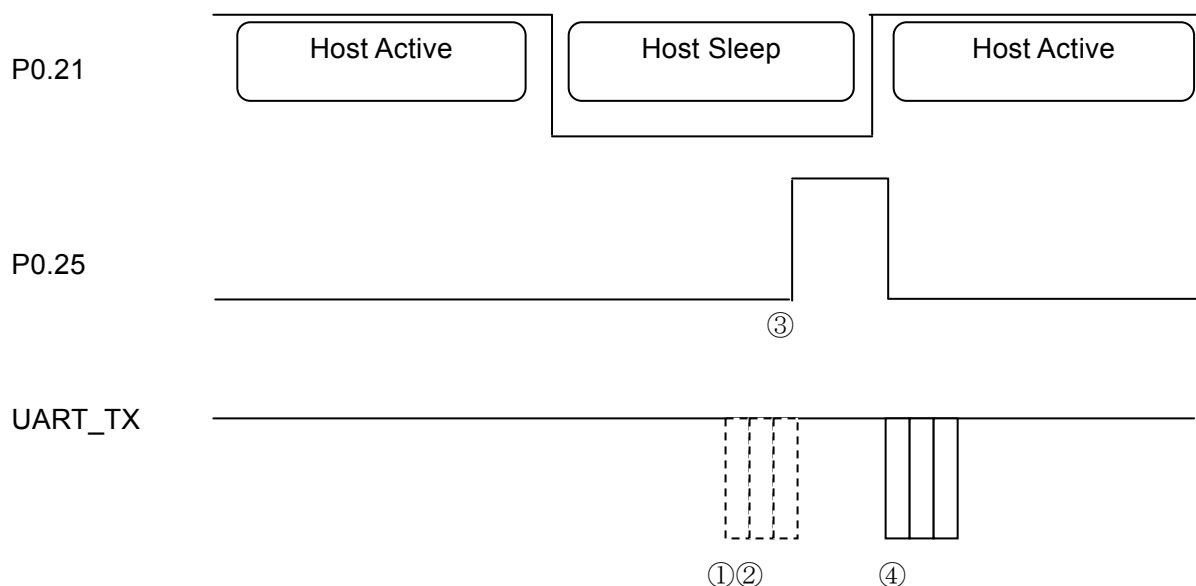 Host Active Host Sleep Host Active
P0.21
P0.25
③
UART_TX
①② ④